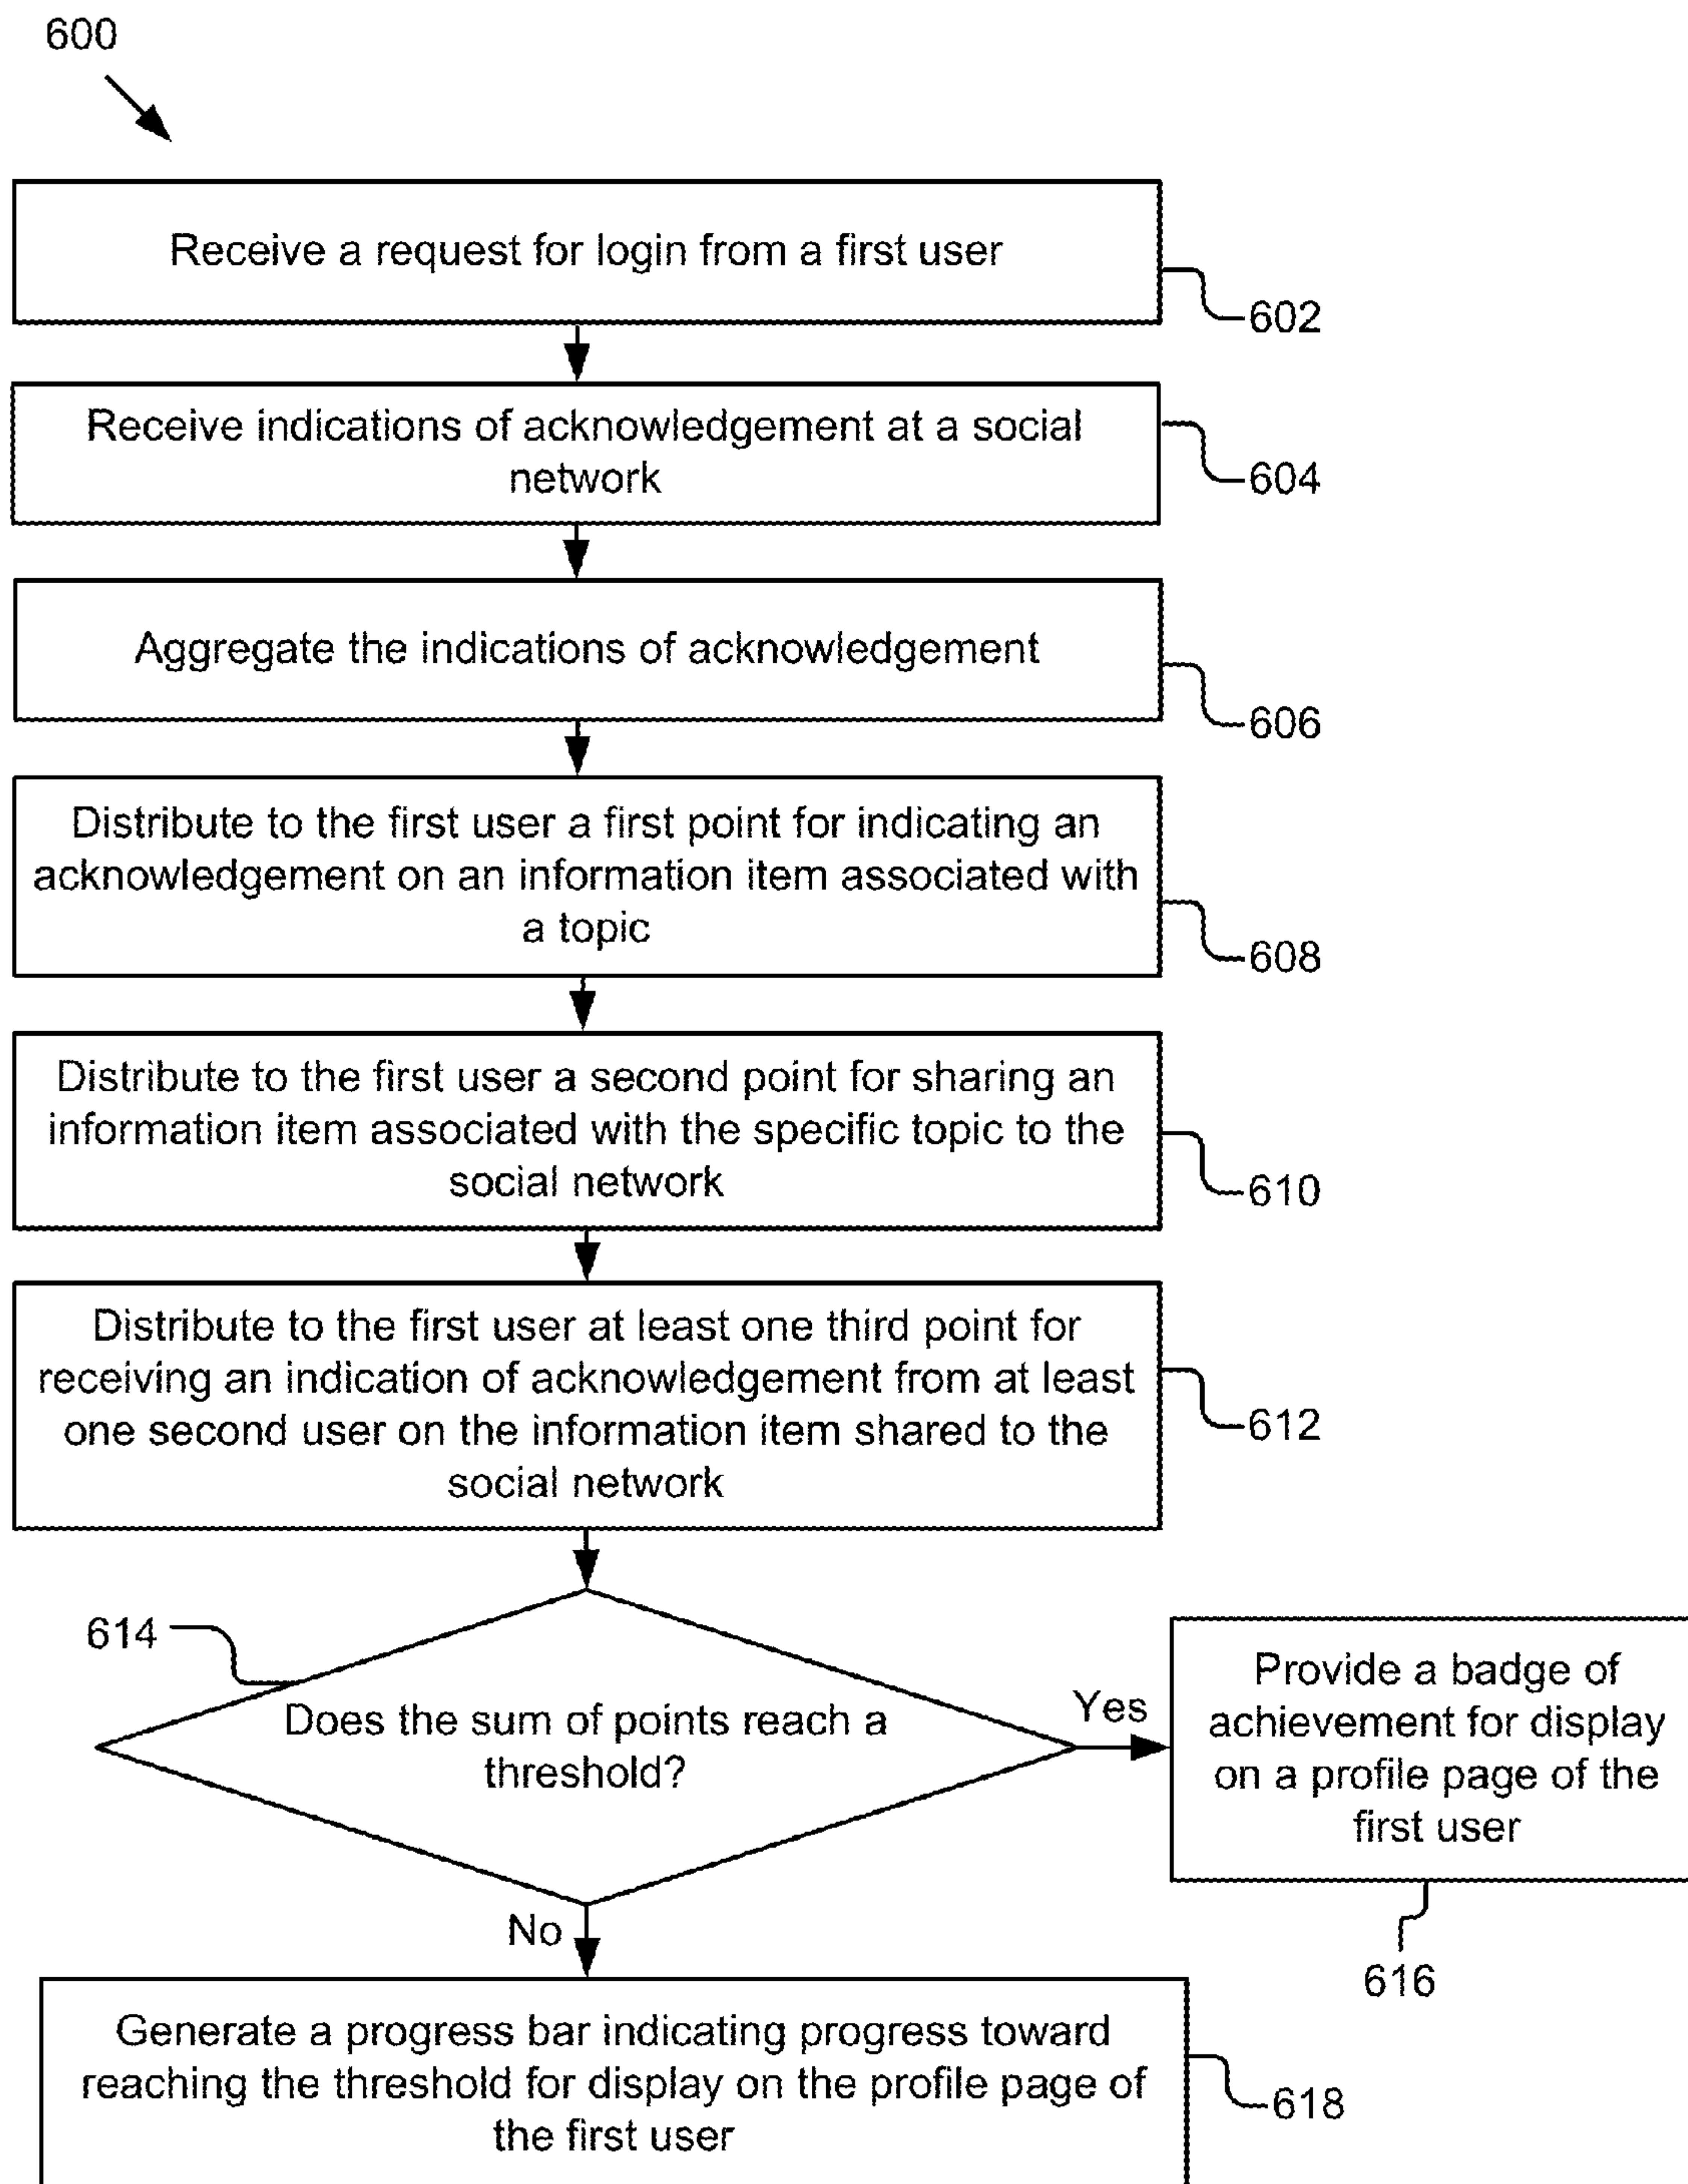 600
Receive a request for login from a first user
602
Receive indications of acknowledgement at a social
network
604
Aggregate the indications of acknowledgement
606
Distribute to the first user a first point for indicating an
acknowledgement on an information item associated with
a topic
608
Distribute to the first user a second point for sharing an
information item associated with the specific topic to the
social network
610
Distribute to the first user at least one third point for
receiving an indication of acknowledgement from at least
one second user on the information item shared to the
social network
612
614
Does the sum of points reach a
threshold?
Yes
Provide a badge of
achievement for display
on a profile page of the
first user
616
No
Generate a progress bar indicating progress toward
reaching the threshold for display on the profile page of
the first user
618